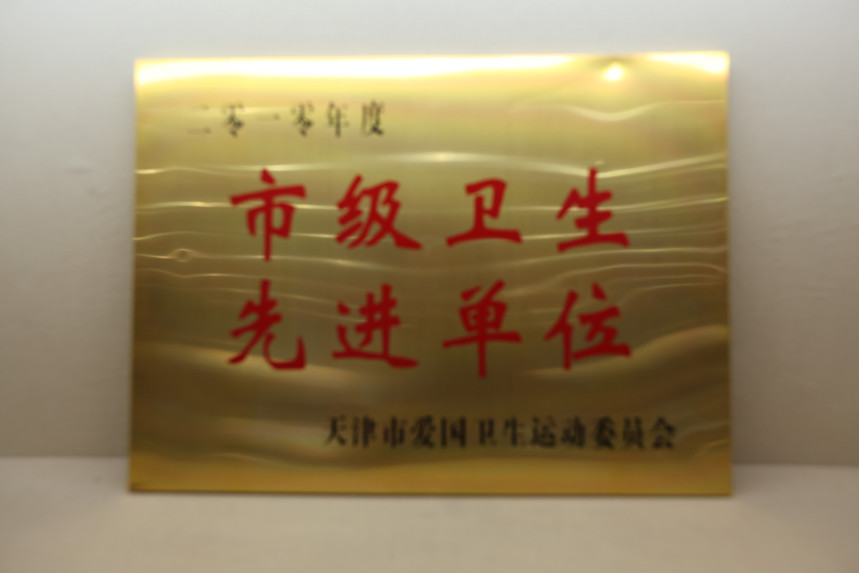 二零一零年度
市级卫生
先进单位
天津市爱国卫生运动委员会